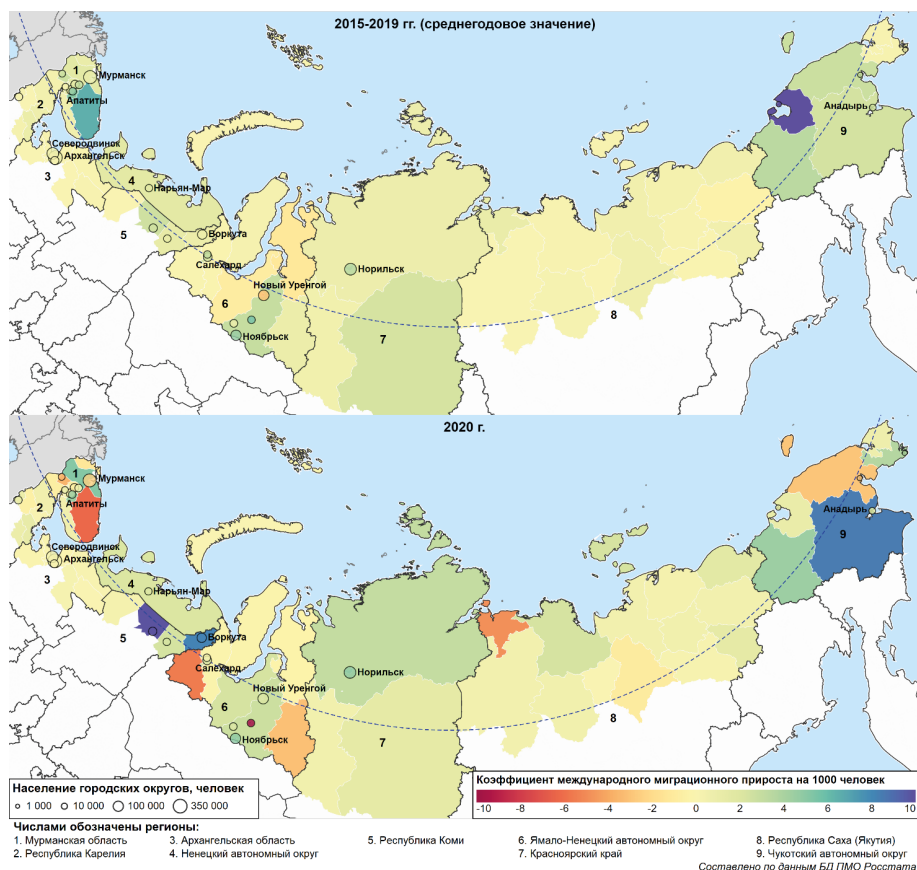 2015-2019 гг. (среднегодовое значение)
1
Мурманск
2
Апатиты
Анадырь
9
Северодвинск
Архангельск
3
4
Нарьян-Мар
5
Воркута
Салехард
Норильск
Новый Уренгой
6
8
Ноябрьск
7
2020 г.
1
Мурманск
2
Апатиты
Анадырь
9
Северодвинск
Архангельск
3
4
Нарьян-Мар
5
Воркута
Салехард
Норильск
Новый Уренгой
6
8
Ноябрьск
7
Население городских округов, человек
1 000 10 000 100 000 350 000
Коэффициент международного миграционного прироста на 1000 человек
-10 -8 -6 -4 -2 0 2 4 6 8 10
Числами обозначены регионы:
1. Мурманская область 3. Архангельская область 5. Республика Коми 6. Ямало-Ненецкий автономный округ 8. Республика Саха (Якутия)
2. Республика Карелия 4. Ненецкий автономный округ 7. Красноярский край 9. Чукотский автономный округ
Составлено по данным БД ПМО Росстата